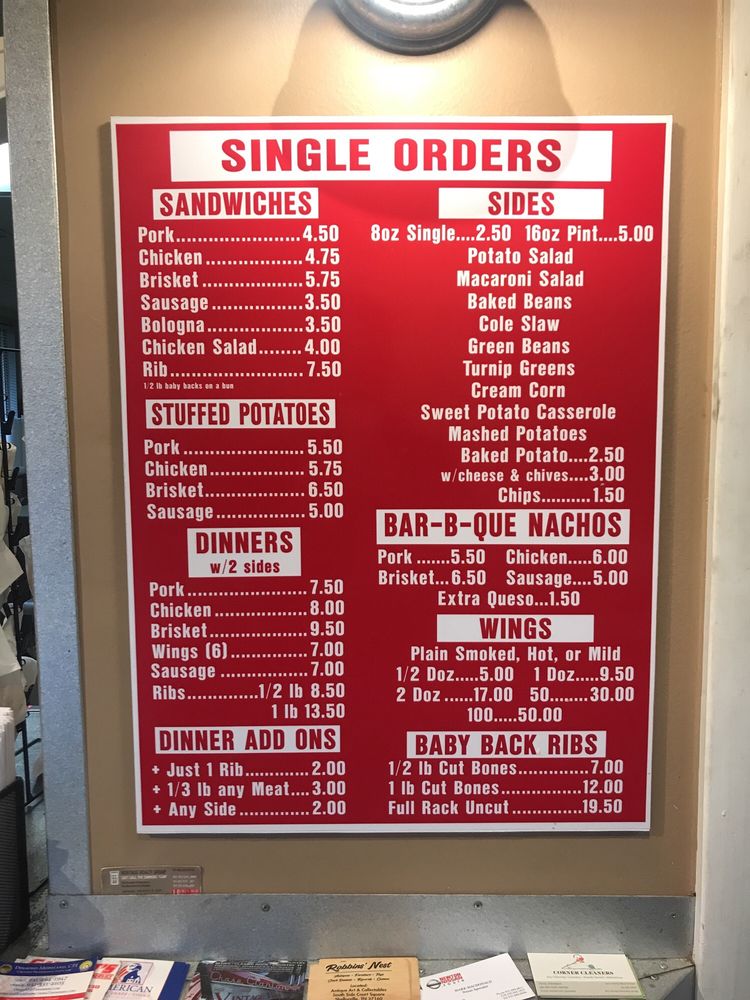 SINGLE ORDERS
SANDWICHES
Pork......................4.50
Chicken.................4.75
Brisket..................5.75
Sausage................3.50
Bologna.................3.50
Chicken Salad........4.00
Rib........................7.50
1/2 lb baby backs on a bun
STUFFED POTATOES
Pork......................5.50
Chicken.................5.75
Brisket..................6.50
Sausage................5.00
DINNERS
w/2 sides
Pork......................7.50
Chicken.................8.00
Brisket..................9.50
Wings (6)..............7.00
Sausage................7.00
Ribs.............1/2 lb 8.50
1 lb 13.50
DINNER ADD ONS
+ Just 1 Rib.............2.00
+ 1/3 lb any Meat....3.00
+ Any Side...............2.00
SIDES
8oz Single....2.50 16oz Pint....5.00
Potato Salad
Macaroni Salad
Baked Beans
Cole Slaw
Green Beans
Turnip Greens
Cream Corn
Sweet Potato Casserole
Mashed Potatoes
Baked Potato....2.50
w/cheese & chives....3.00
Chips..........1.50
BAR-B-QUE NACHOS
Pork .......5.50 Chicken.....6.00
Brisket...6.50 Sausage....5.00
Extra Queso...1.50
WINGS
Plain Smoked, Hot, or Mild
1/2 Doz.....5.00 1 Doz.....9.50
2 Doz ......17.00 50......30.00
100.....50.00
BABY BACK RIBS
1/2 lb Cut Bones...............7.00
1 lb Cut Bones.................12.00
Full Rack Uncut...............19.50
Robbins' Nest
Antique Art & Collectables
South Side Court Square
CORNER CLEANERS